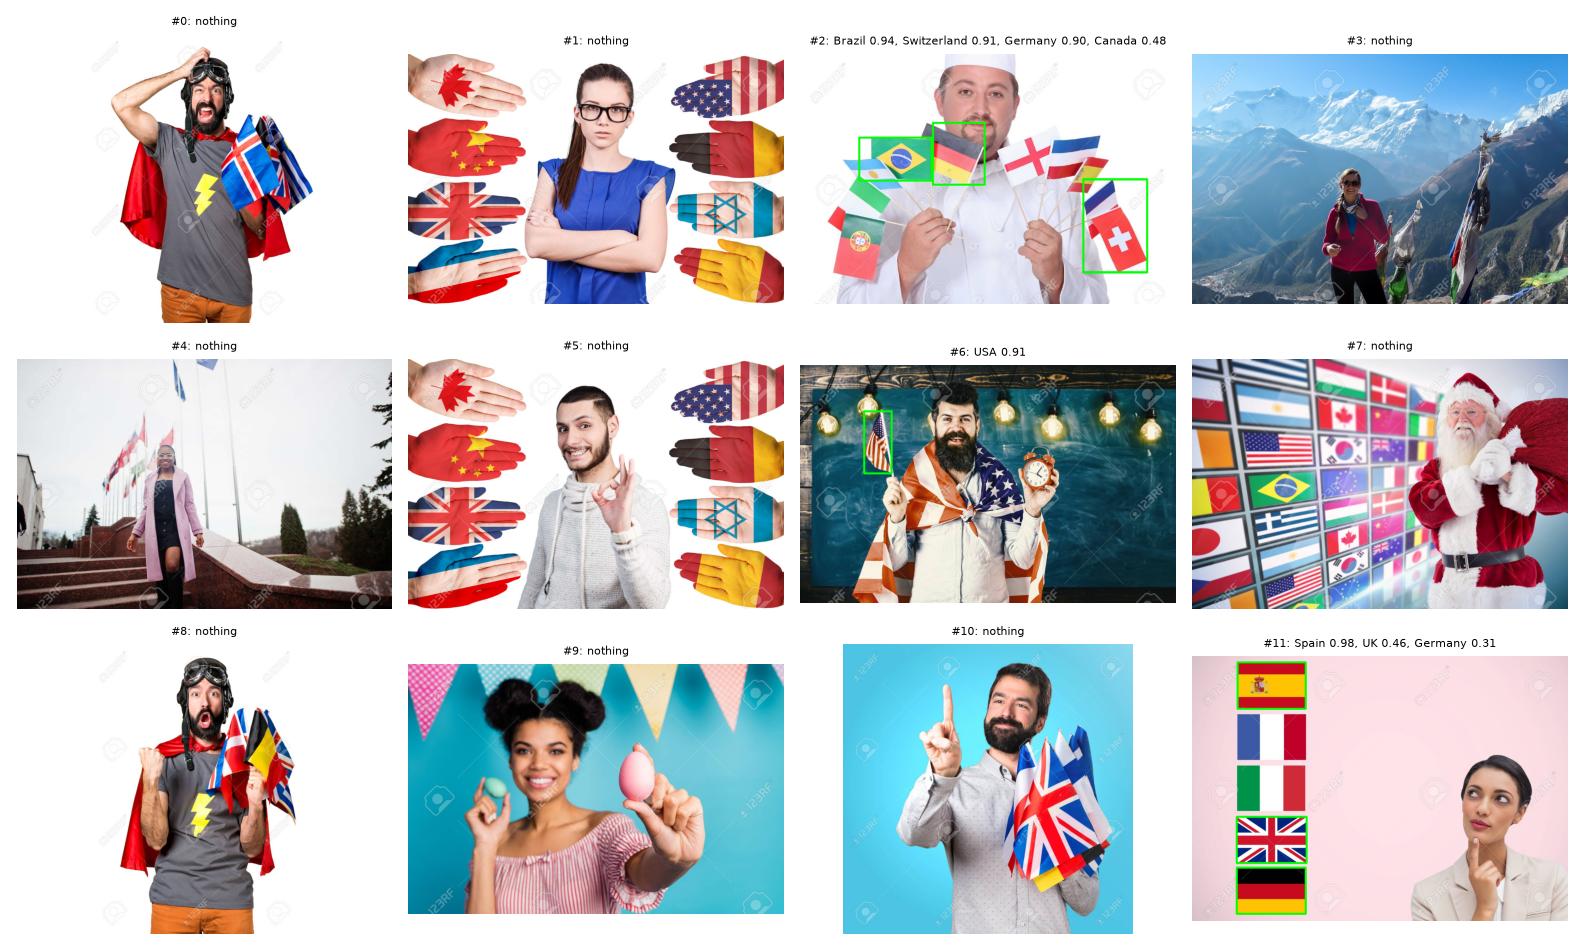 #0: nothing
#1: nothing
#2: Brazil 0.94, Switzerland 0.91, Germany 0.90, Canada 0.48
#3: nothing
#4: nothing
#5: nothing
#6: USA 0.91
#7: nothing
#8: nothing
#9: nothing
#10: nothing
#11: Spain 0.98, UK 0.46, Germany 0.31
123RF